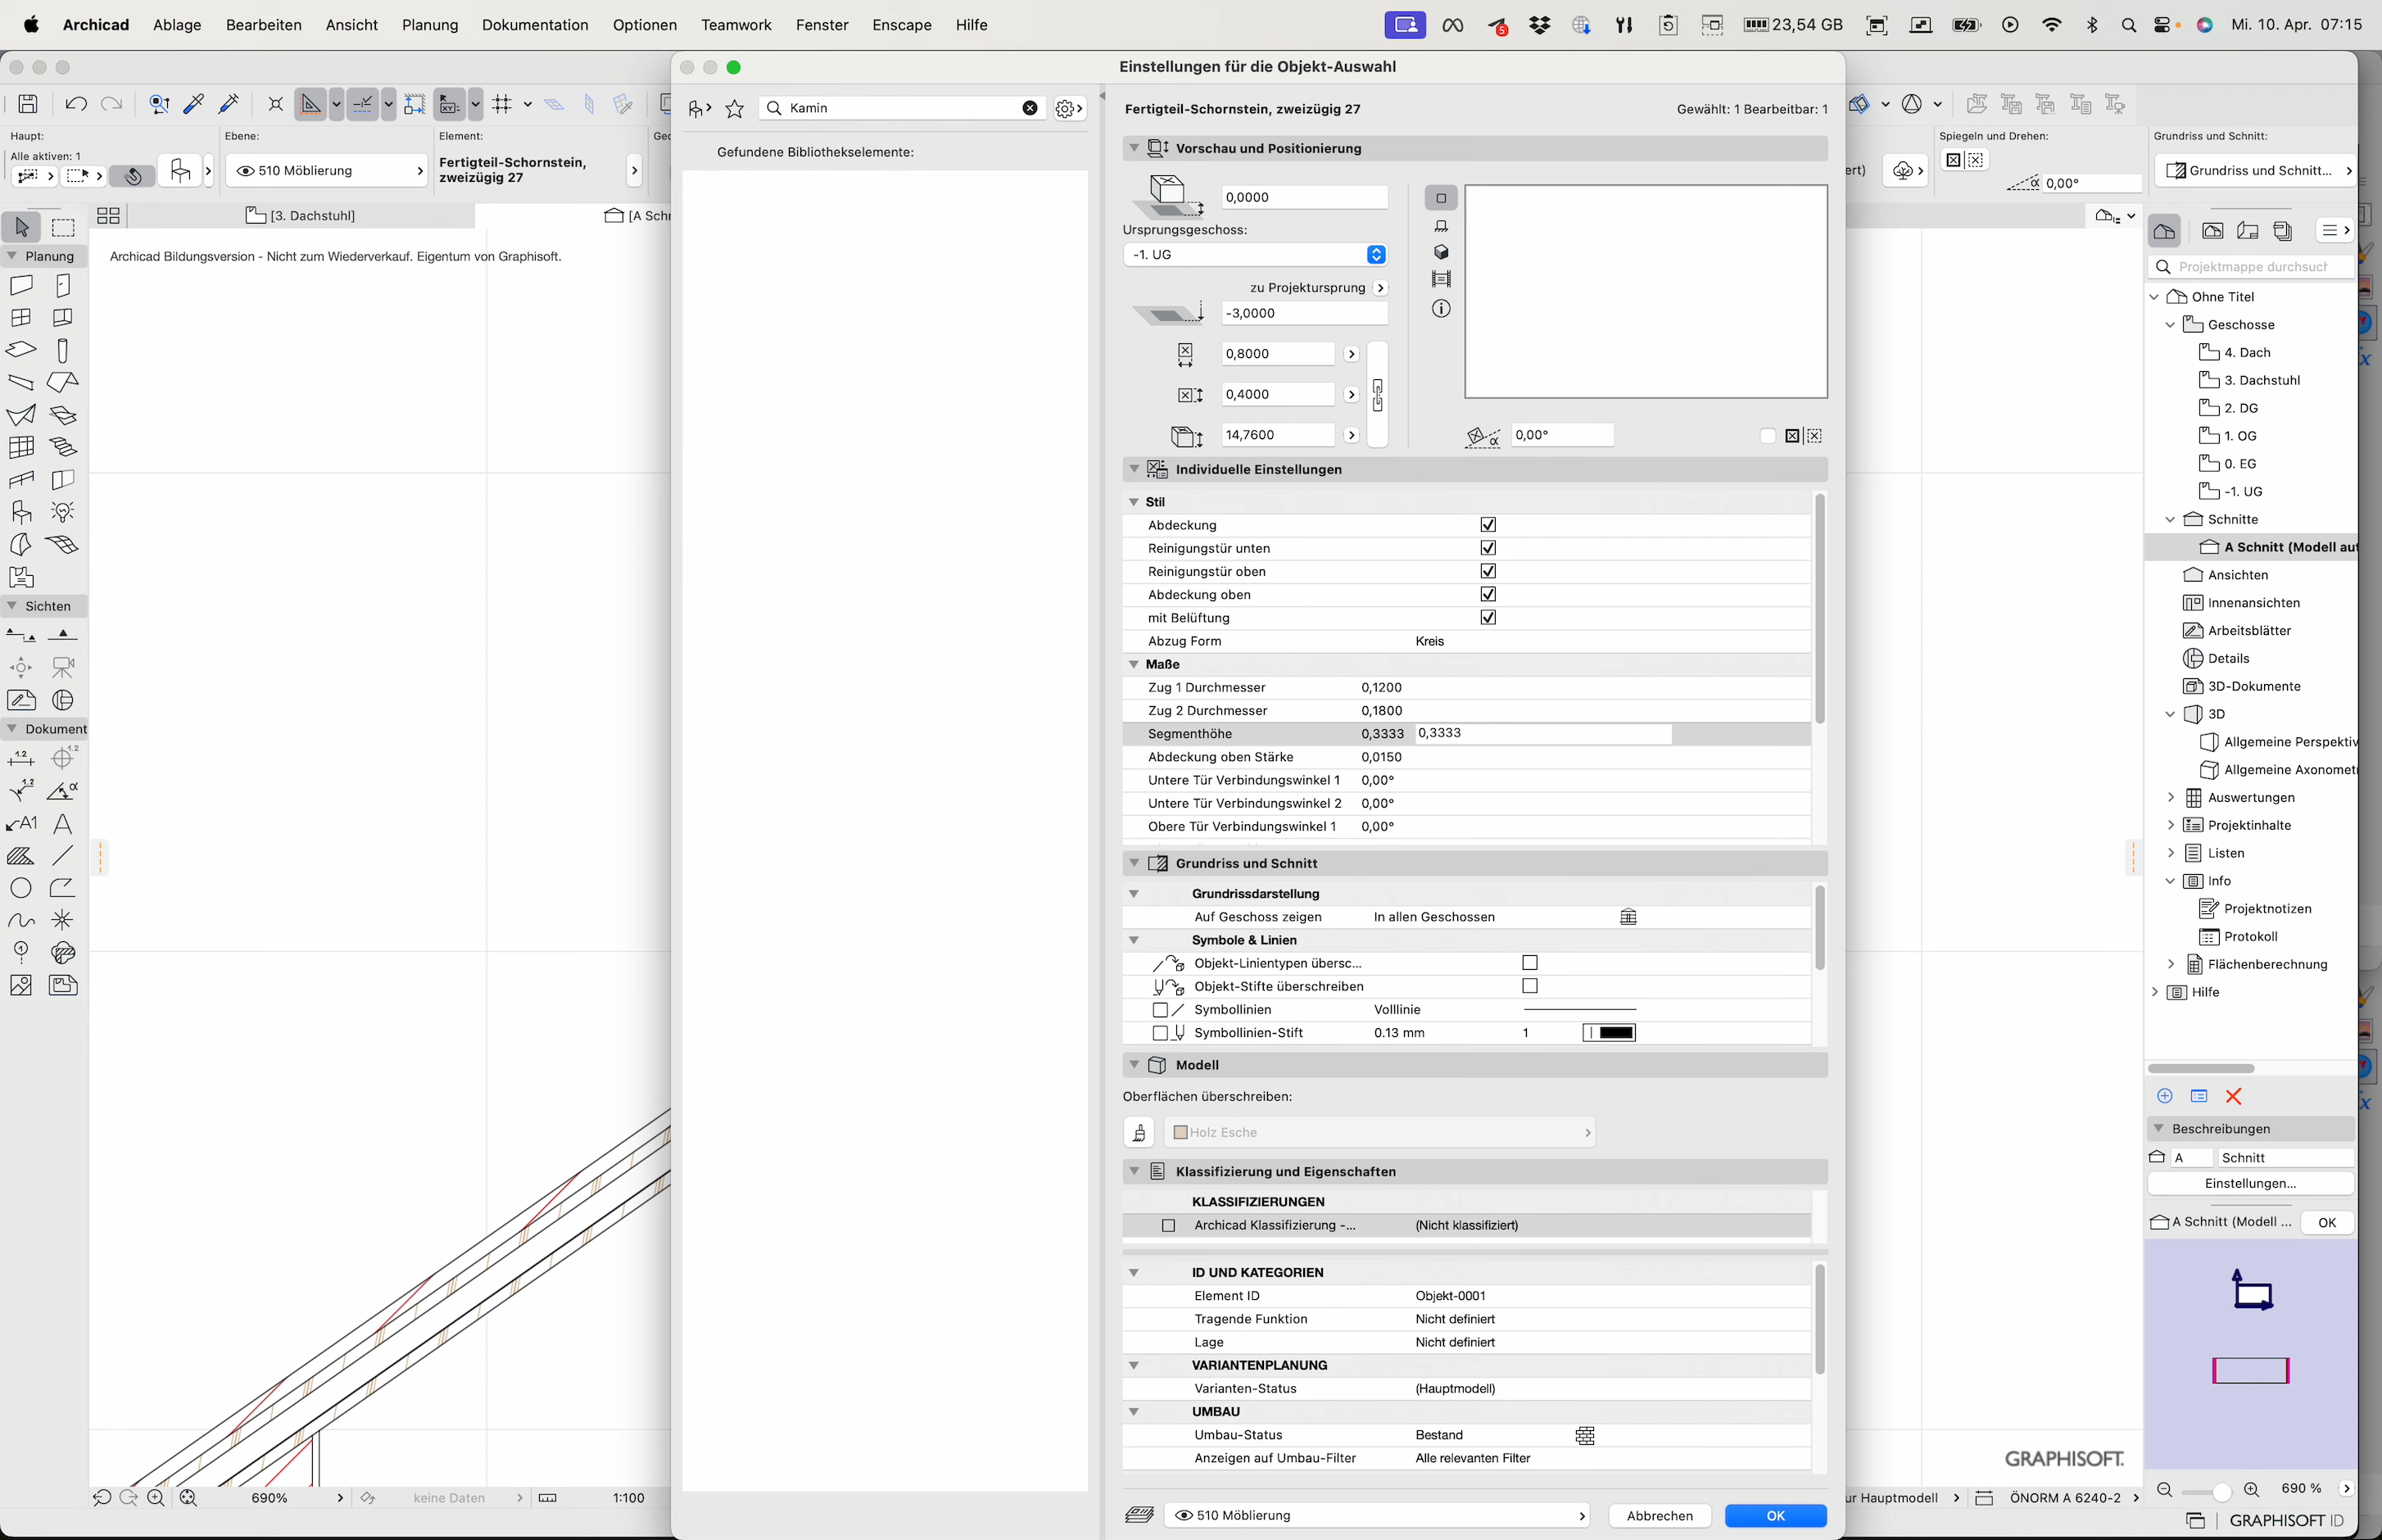 Archicad Ablage Bearbeiten Ansicht Planung Dokumentation Optionen Teamwork Fenster Enscape Hilfe
5
23,54 GB
Mi. 10. Apr. 07:15
Einstellungen für die Objekt-Auswahl
Haupt:
Alle aktiven: 1
Ebene:
510 Möblierung
Element:
Fertigteil-Schornstein,
zweizügig 27
[3. Dachstuhl]
Planung
Archicad Bildungsversion - Nicht zum Wiederverkauf. Eigentum von Graphisoft.
Sichten
Dokument
1.2
1.2
1.2
α
A1
A
1
690%
keine Daten
1:100
Kamin
Gefundene Bibliothekselemente:
Fertigteil-Schornstein, zweizügig 27
Gewählt: 1 Bearbeitbar: 1
Vorschau und Positionierung
0,0000
Ursprungsgeschoss:
-1. UG
zu Projektursprung
-3,0000
0,8000
0,4000
14,7600
α
0,00°
Individuelle Einstellungen
Stil
Abdeckung
Reinigungstür unten
Reinigungstür oben
Abdeckung oben
mit Belüftung
Abzug Form Kreis
Maße
Zug 1 Durchmesser 0,1200
Zug 2 Durchmesser 0,1800
Segmenthöhe 0,3333 0,3333
Abdeckung oben Stärke 0,0150
Untere Tür Verbindungswinkel 1 0,00°
Untere Tür Verbindungswinkel 2 0,00°
Obere Tür Verbindungswinkel 1 0,00°
Grundriss und Schnitt
Grundrissdarstellung
Auf Geschoss zeigen In allen Geschossen
Symbole & Linien
Objekt-Linientypen übersc...
Objekt-Stifte überschreiben
Symbollinien Volllinie
Symbollinien-Stift 0.13 mm 1
Modell
Oberflächen überschreiben:
Holz Esche
Klassifizierung und Eigenschaften
KLASSIFIZIERUNGEN
Archicad Klassifizierung -... (Nicht klassifiziert)
ID UND KATEGORIEN
Element ID Objekt-0001
Tragende Funktion Nicht definiert
Lage Nicht definiert
VARIANTENPLANUNG
Varianten-Status (Hauptmodell)
UMBAU
Umbau-Status Bestand
Anzeigen auf Umbau-Filter Alle relevanten Filter
510 Möblierung
Abbrechen
OK
Spiegeln und Drehen:
α 0,00°
Grundriss und Schnitt:
Grundriss und Schnitt...
Projektmappe durchsuch
Ohne Titel
Geschosse
4. Dach
3. Dachstuhl
2. DG
1. OG
0. EG
-1. UG
Schnitte
A Schnitt (Modell aut
Ansichten
Innenansichten
Arbeitsblätter
Details
3D-Dokumente
3D
Allgemeine Perspektiv
Allgemeine Axonomet
Auswertungen
Projektinhalte
Listen
Info
Projektnotizen
Protokoll
Flächenberechnung
Hilfe
Beschreibungen
A Schnitt
Einstellungen...
A Schnitt (Modell ...
OK
GRAPHISOFT.
690 %
ur Hauptmodell
ÖNORM A 6240-2
GRAPHISOFT ID